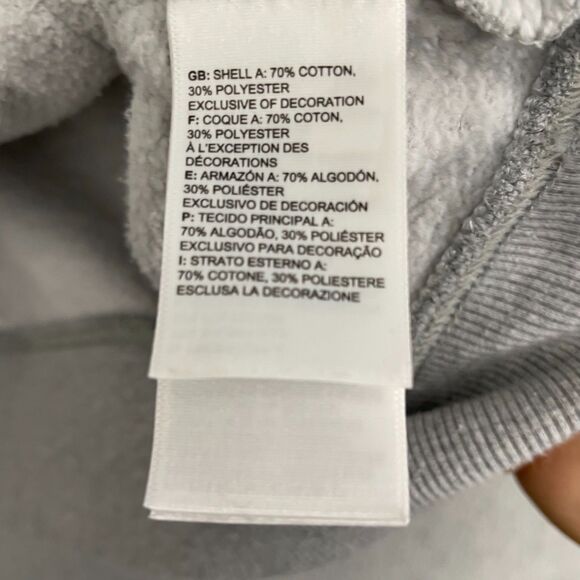 GB: SHELL A: 70% COTTON,
30% POLYESTER
EXCLUSIVE OF DECORATION
F: COQUE A: 70% COTON,
30% POLYESTER
À L'EXCEPTION DES
DÉCORATIONS
E: ARMAZÓN A: 70% ALGODÓN,
30% POLIÉSTER
EXCLUSIVO DE DECORACIÓN
P: TECIDO PRINCIPAL A:
70% ALGODÃO, 30% POLIÉSTER
EXCLUSIVO PARA DECORAÇÃO
I: STRATO ESTERNO A:
70% COTONE, 30% POLIESTERE
ESCLUSA LA DECORAZIONE